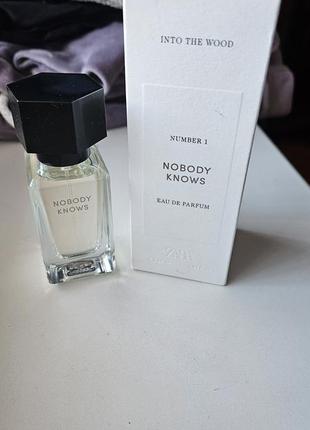 INTO THE WOOD
NUMBER 1
NOBODY
KNOWS
EAU DE PARFUM
ZARA
NOBODY
KNOWS